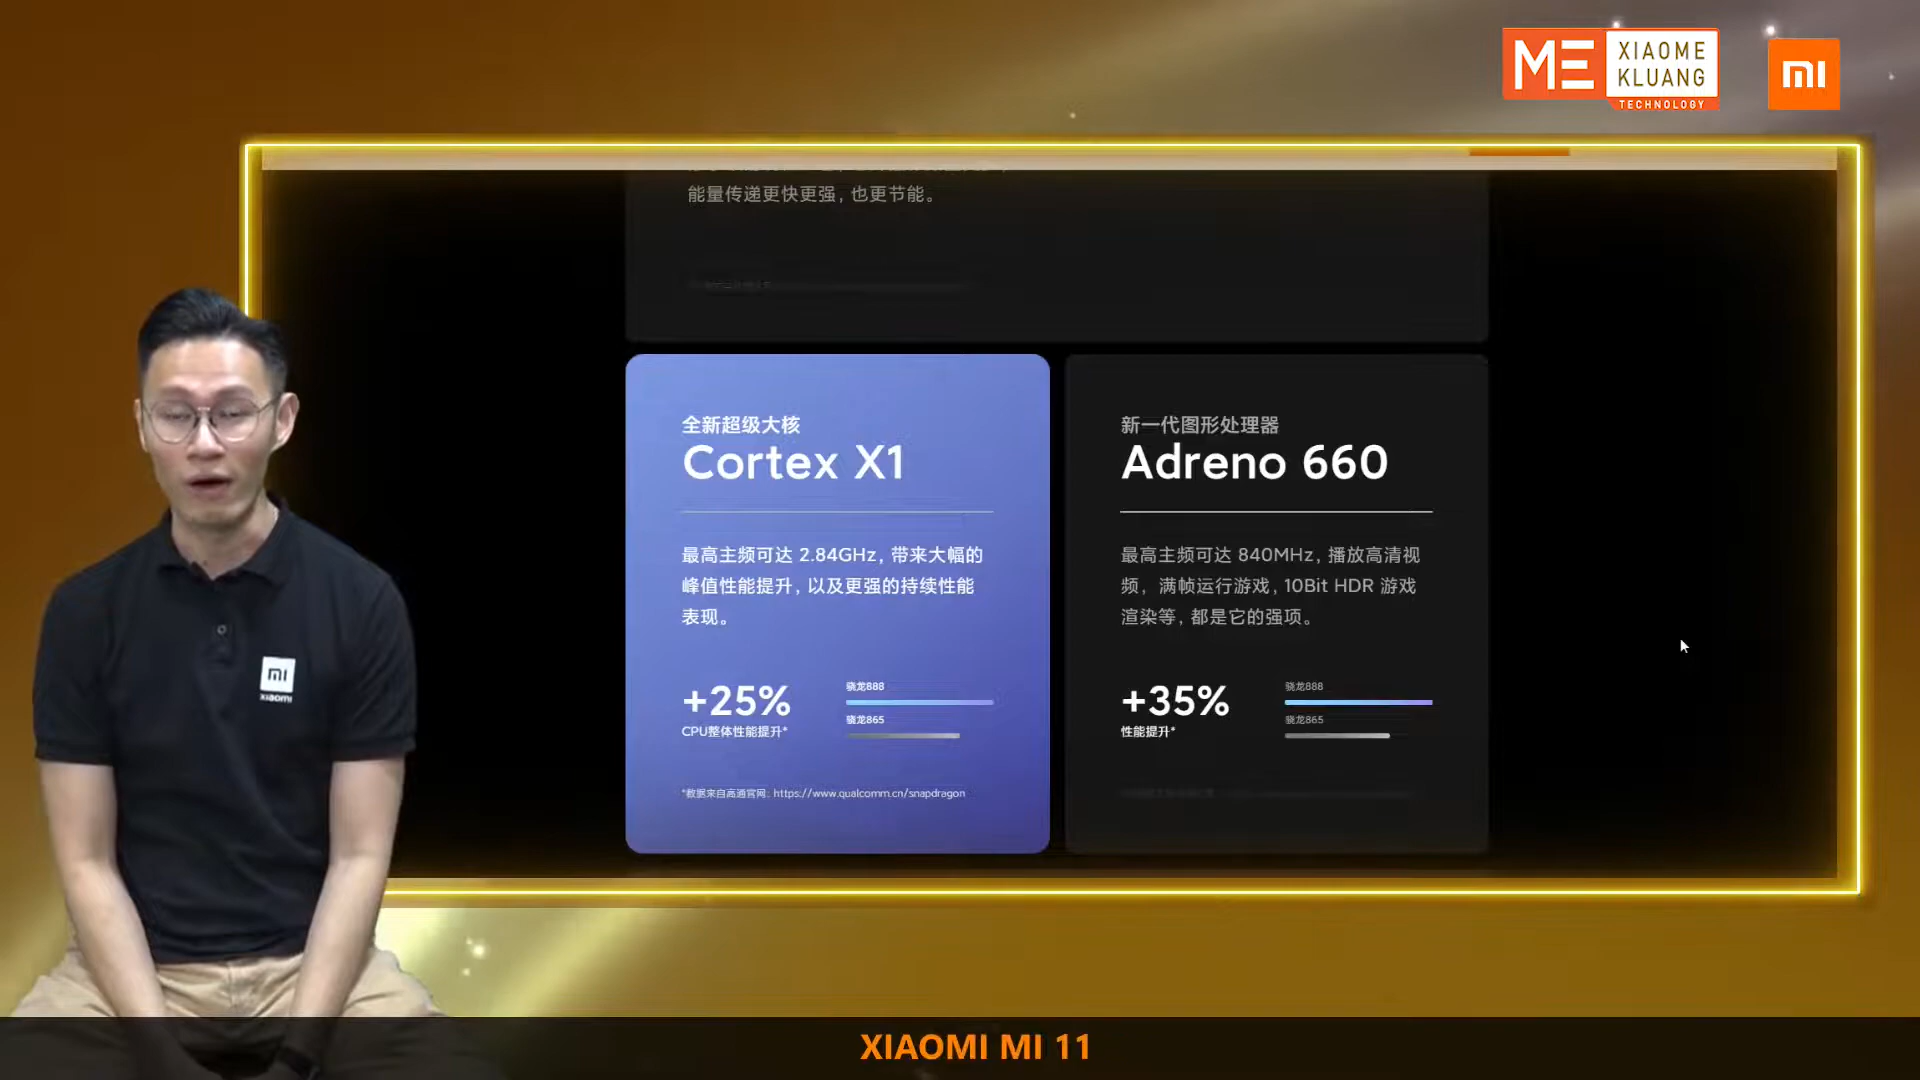 XIAOME
KLUANG
TECHNOLOGY
能量传递更快更强，也更节能。
全新超级大核
Cortex X1
最高主频可达 2.84GHz，带来大幅的
峰值性能提升，以及更强的持续性能
表现。
+25%
CPU整体性能提升*
骁龙888
骁龙865
*数据来自高通官网：https://www.qualcomm.cn/snapdragon
新一代图形处理器
Adreno 660
最高主频可达 840MHz，播放高清视
频，满帧运行游戏，10Bit HDR 游戏
渲染等，都是它的强项。
+35%
性能提升*
骁龙888
骁龙865
xiaomi
XIAOMI MI 11